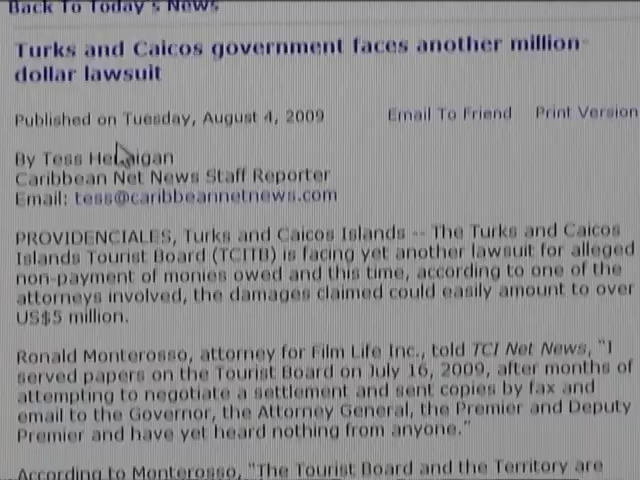 Back To Today's News
Turks and Caicos government faces another million-
dollar lawsuit
Published on Tuesday, August 4, 2009
Email To Friend Print Version
By Tess
Caribbean Net News Staff Reporter
Email: tess@caribbeannetnews.com
PROVIDENCIALES, Turks and Caicos Islands -- The Turks and Caicos
Islands Tourist Board (TCITB) is facing yet another lawsuit for alleged
non-payment of monies owed and this time, according to one of the
attorneys involved, the damages claimed could easily amount to over
US$5 million.
Ronald Monterosso, attorney for Film Life Inc., told TCI Net News, "I
served papers on the Tourist Board on July 16, 2009, after months of
attempting to negotiate a settlement and sent copies by fax and
email to the Governor, the Attorney General, the Premier and Deputy
Premier and have yet heard nothing from anyone."
According to Monterosso, "The Tourist Board and the Territory are